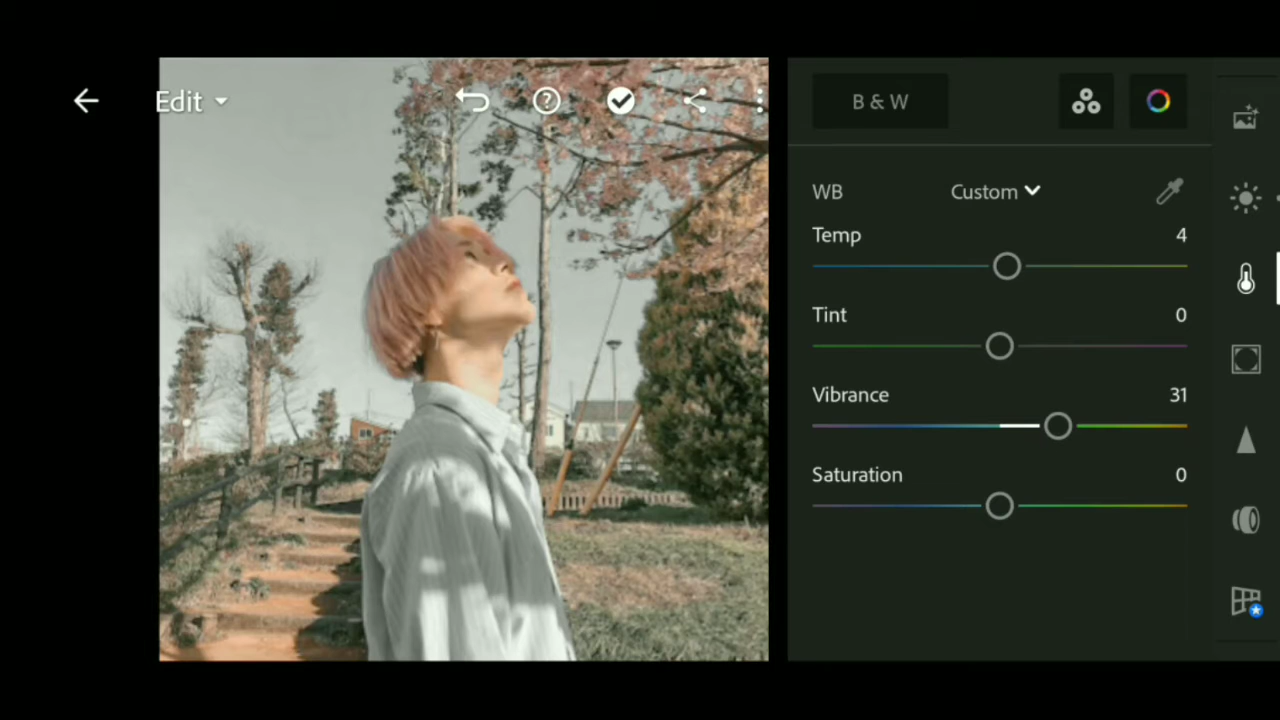 Edit
B & W
WB Custom
Temp 4
Tint 0
Vibrance 31
Saturation 0